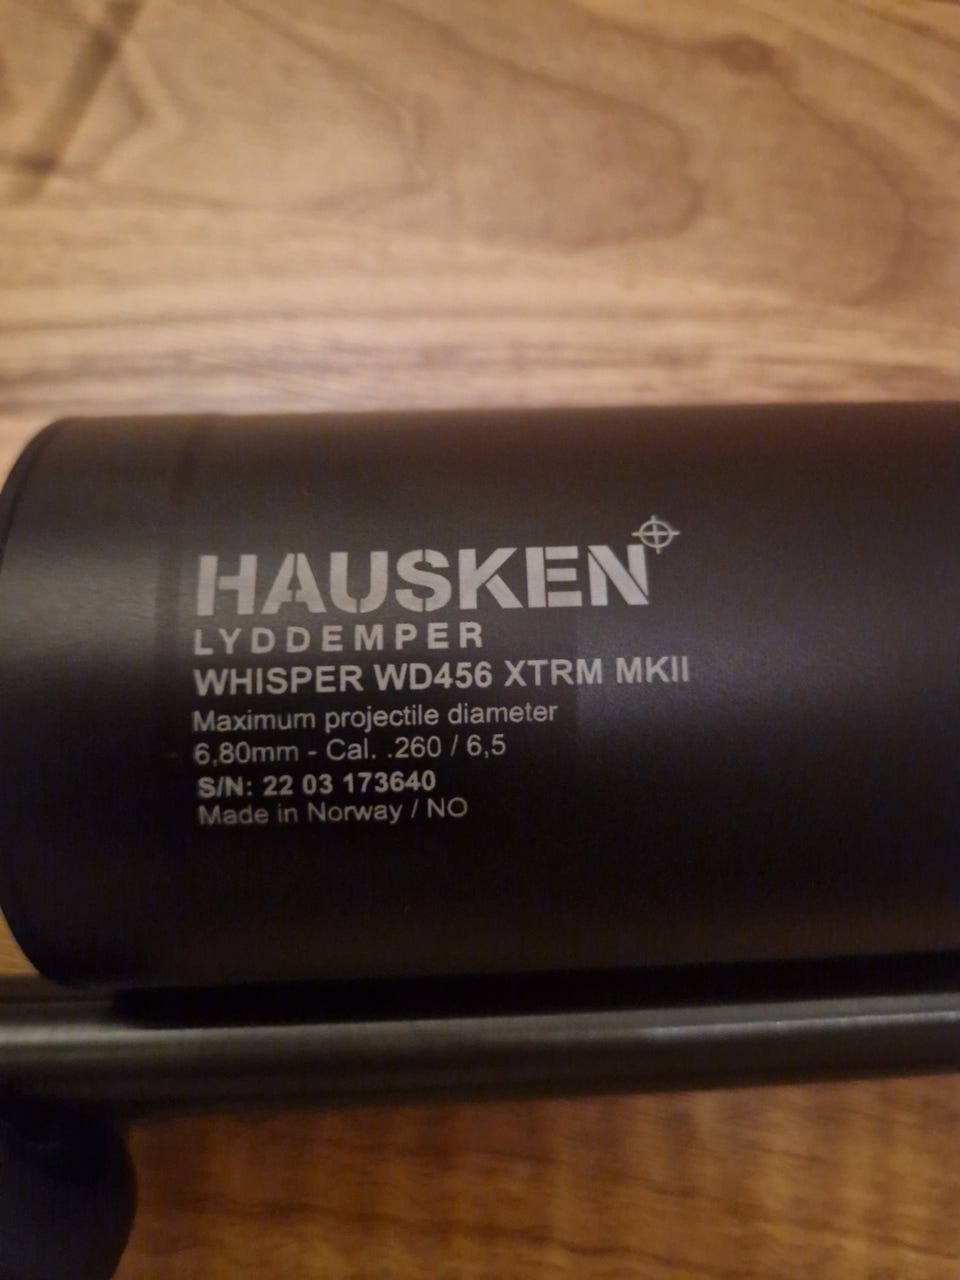 HAUSKEN
LYDDEMPER
WHISPER WD456 XTRM MKII
Maximum projectile diameter
6,80mm - Cal. .260 / 6,5
S/N: 22 03 173640
Made in Norway / NO